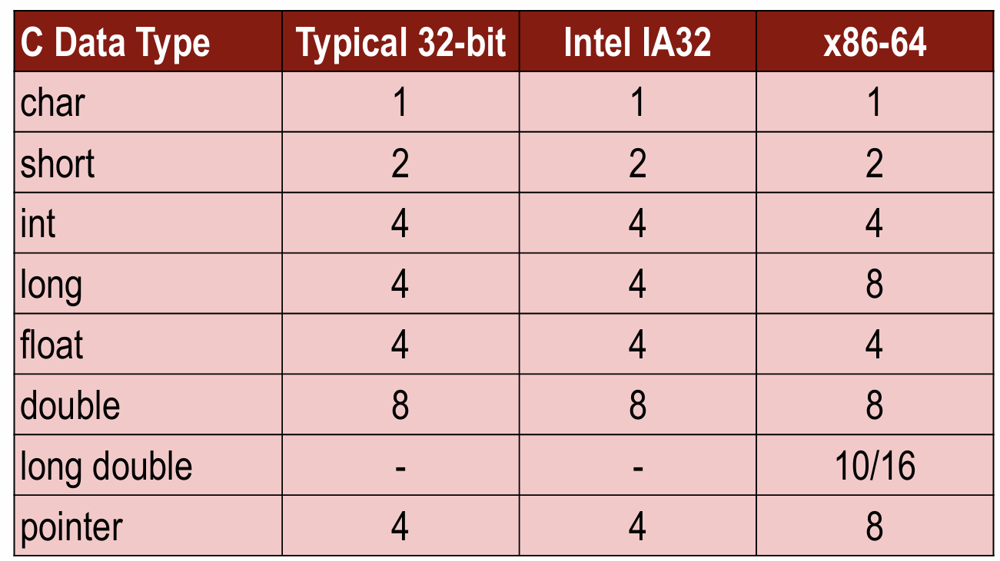 C Data Type Typical 32-bit Intel IA32 x86-64
char 1 1 1
short 2 2 2
int 4 4 4
long 4 4 8
float 4 4 4
double 8 8 8
long double - - 10/16
pointer 4 4 8